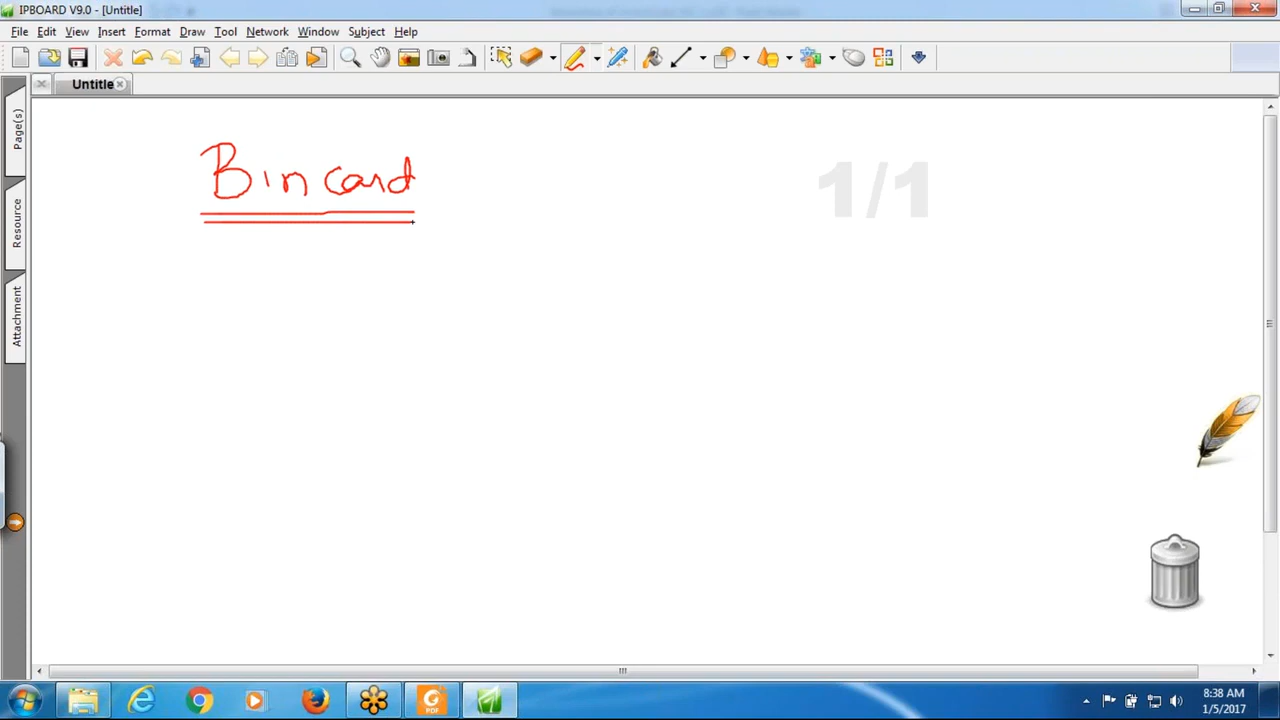 IPBOARD V9.0 - [Untitle]
File Edit View Insert Format Draw Tool Network Window Subject Help
Untitle
Page(s)
Resource
Attachment
Bin card
1/1
PDF
8:38 AM
1/5/2017